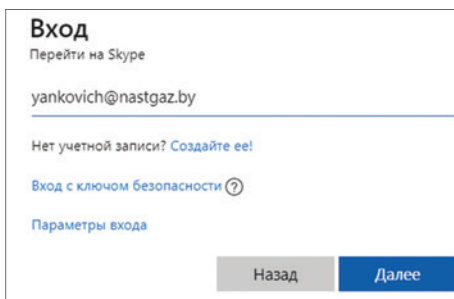 Вход
Перейти на Skype
yankovich@nastgaz.by
Нет учетной записи? Создайте ее!
Вход с ключом безопасности ?
Параметры входа
Назад Далее